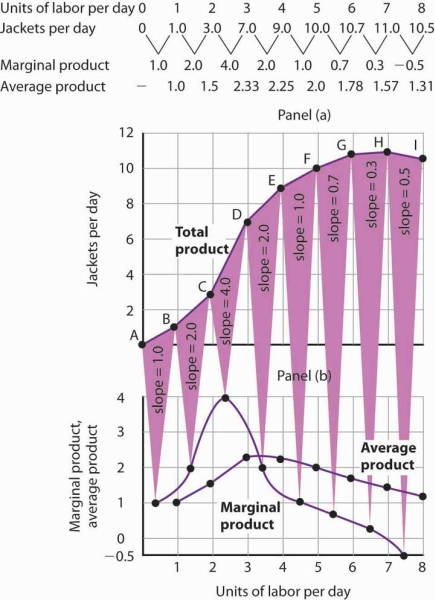 Units of labor per day 0 1 2 3 4 5 6 7 8
Jackets per day 0 1.0 3.0 7.0 9.0 10.0 10.7 11.0 10.5
Marginal product 1.0 2.0 4.0 2.0 1.0 0.7 0.3 −0.5
Average product – 1.0 1.5 2.33 2.25 2.0 1.78 1.57 1.31
Panel (a)
12
10
8
6
4
2
Jackets per day
A
B
C
D
E
F
G
H
I
Total
product
slope = 1.0
slope = 2.0
slope = 4.0
slope = 2.0
slope = 1.0
slope = 0.7
slope = 0.3
slope = 0.5
Panel (b)
4
3
2
1
0
−0.5
Marginal product,
average product
Average
product
Marginal
product
1 2 3 4 5 6 7 8
Units of labor per day